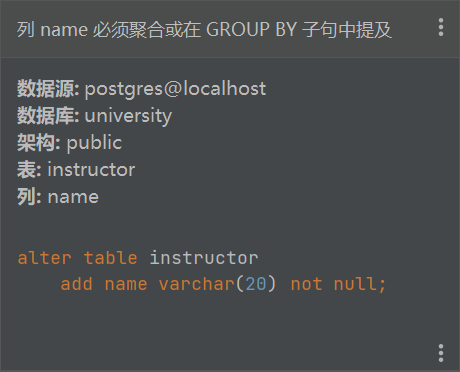 列 name 必须聚合或在 GROUP BY 子句中提及
数据源: postgres@localhost
数据库: university
架构: public
表: instructor
列: name
alter table instructor
    add name varchar(20) not null;